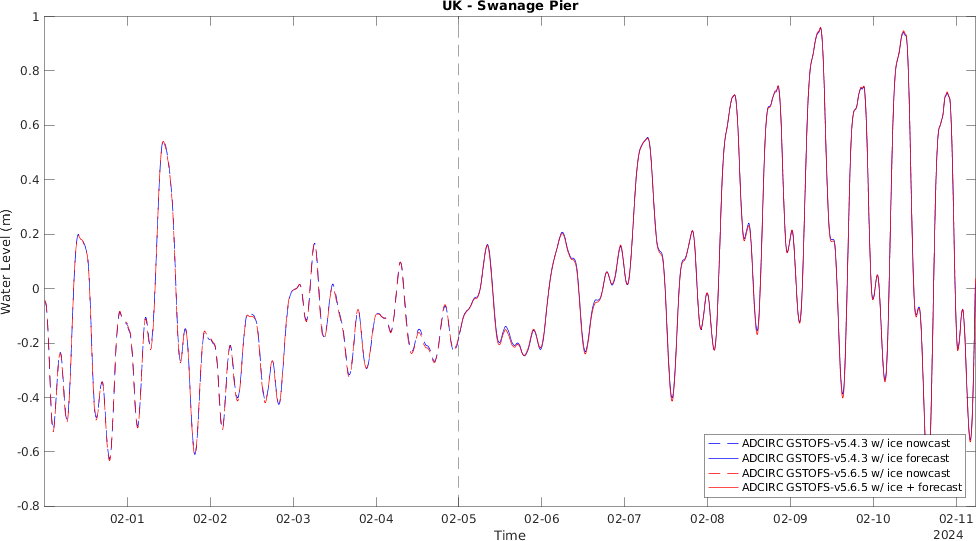 UK - Swanage Pier
1
0.8
0.6
0.4
0.2
0
-0.2
-0.4
-0.6
-0.8
Water Level (m)
ADCIRC GSTOFS-v5.4.3 w/ ice nowcast
ADCIRC GSTOFS-v5.4.3 w/ ice forecast
ADCIRC GSTOFS-v5.6.5 w/ ice nowcast
ADCIRC GSTOFS-v5.6.5 w/ ice + forecast
02-01 02-02 02-03 02-04 02-05 02-06 02-07 02-08 02-09 02-10 02-11
Time
2024